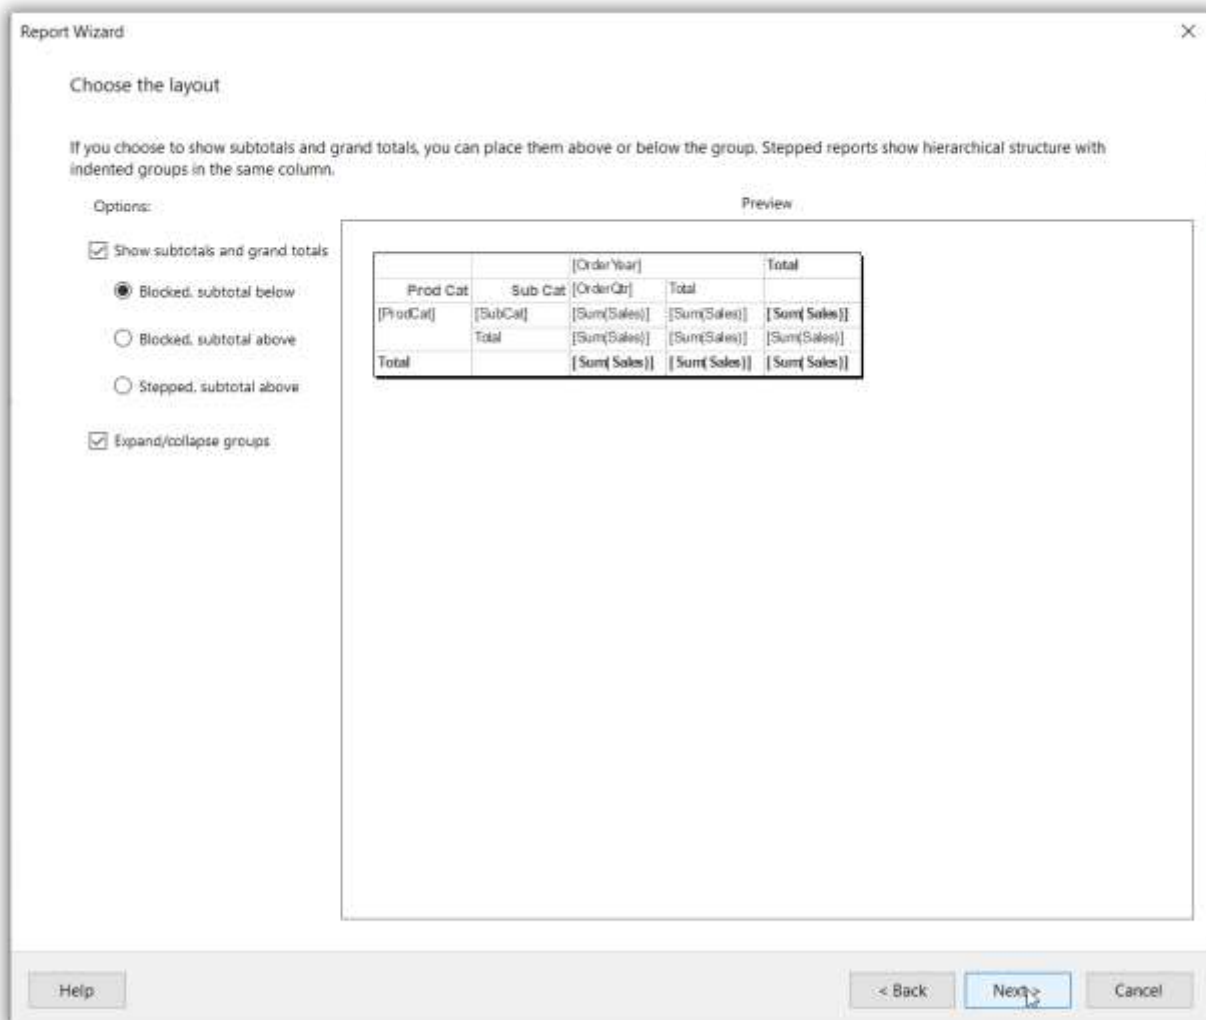 Report Wizard
Choose the layout
If you choose to show subtotals and grand totals, you can place them above or below the group. Stepped reports show hierarchical structure with
indented groups in the same column.
Options:
Preview
Show subtotals and grand totals
Blocked, subtotal below
Blocked, subtotal above
Stepped, subtotal above
Expand/collapse groups
[OrderYear] Total
Prod Cat Sub Cat [OrderQtr] Total
[ProdCat] [SubCat] [Sum(Sales)] [Sum(Sales)] [Sum(Sales)]
Total [Sum(Sales)] [Sum(Sales)] [Sum(Sales)]
Total [Sum(Sales)] [Sum(Sales)] [Sum(Sales)]
Help < Back Next > Cancel